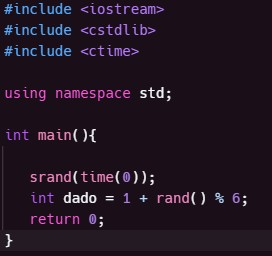 #include <iostream>
#include <cstdlib>
#include <ctime>
using namespace std;
int main(){
srand(time(0));
int dado = 1 + rand() % 6;
return 0;
}